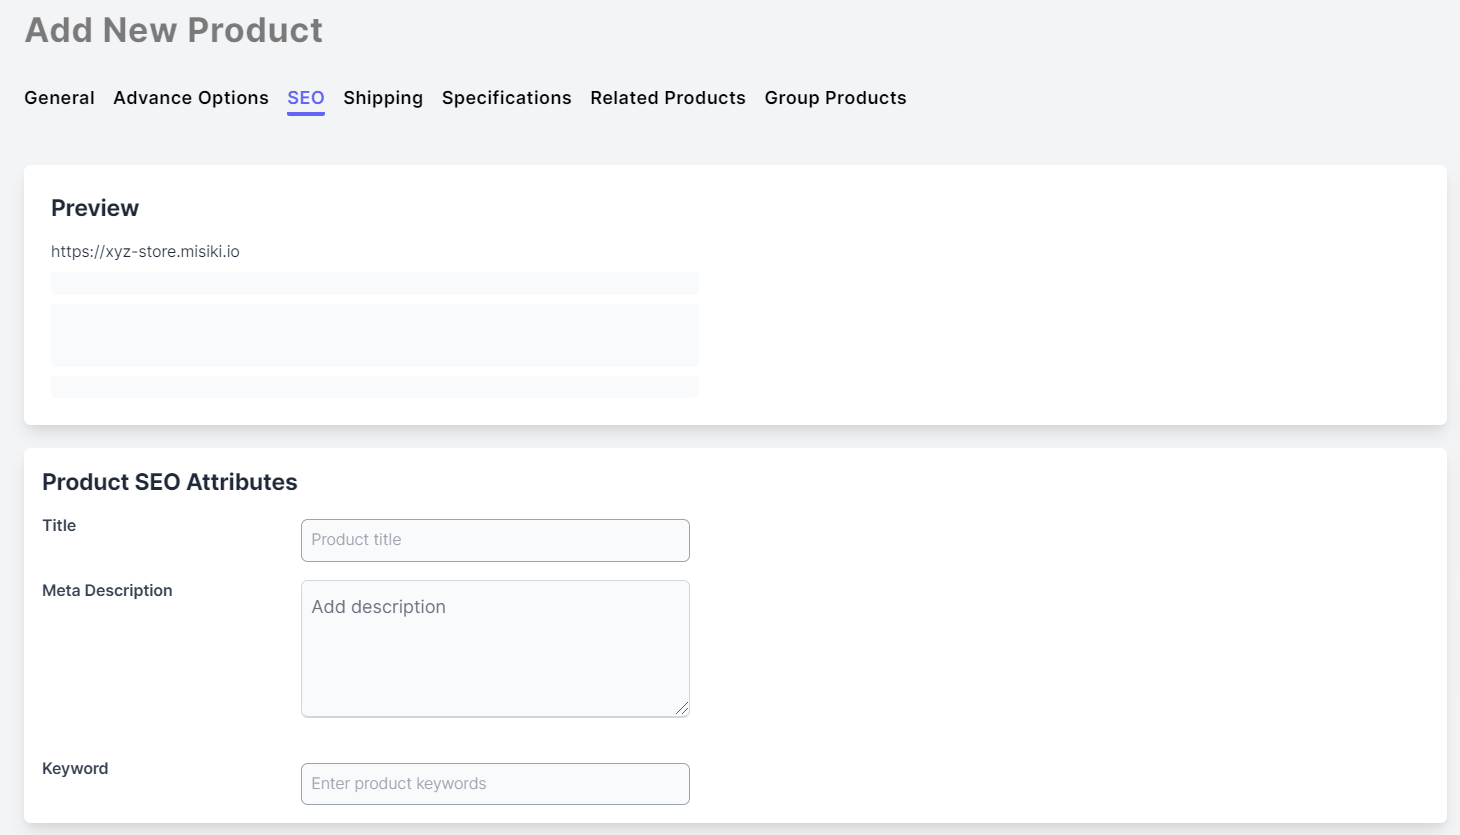 Add New Product
General Advance Options SEO Shipping Specifications Related Products Group Products
Preview
https://xyz-store.misiki.io
Product SEO Attributes
Title
Product title
Meta Description
Add description
Keyword
Enter product keywords